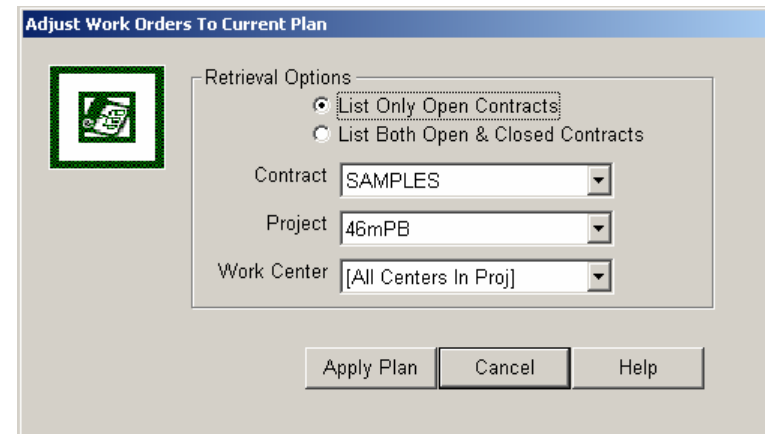 Adjust Work Orders To Current Plan
Retrieval Options
List Only Open Contracts
List Both Open & Closed Contracts
Contract SAMPLES
Project 46mPB
Work Center [All Centers In Proj]
Apply Plan Cancel Help